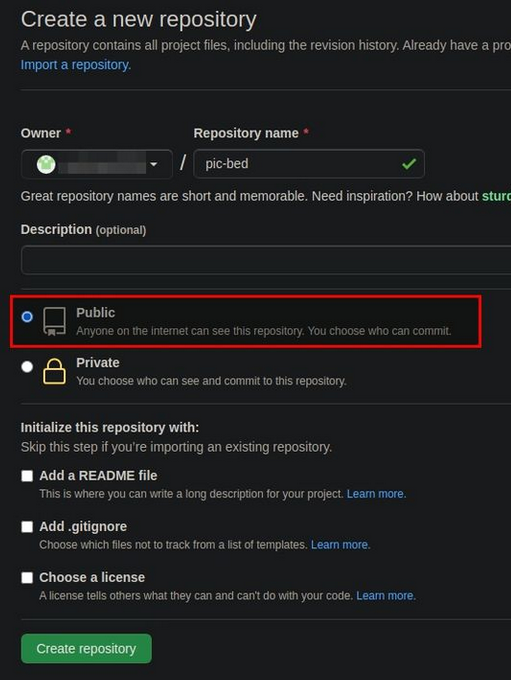 Create a new repository
A repository contains all project files, including the revision history. Already have a pro
Import a repository.
Owner *
Repository name *
/
pic-bed
Great repository names are short and memorable. Need inspiration? How about sturd
Description (optional)
Public
Anyone on the internet can see this repository. You choose who can commit.
Private
You choose who can see and commit to this repository.
Initialize this repository with:
Skip this step if you’re importing an existing repository.
Add a README file
This is where you can write a long description for your project. Learn more.
Add .gitignore
Choose which files not to track from a list of templates. Learn more.
Choose a license
A license tells others what they can and can't do with your code. Learn more.
Create repository